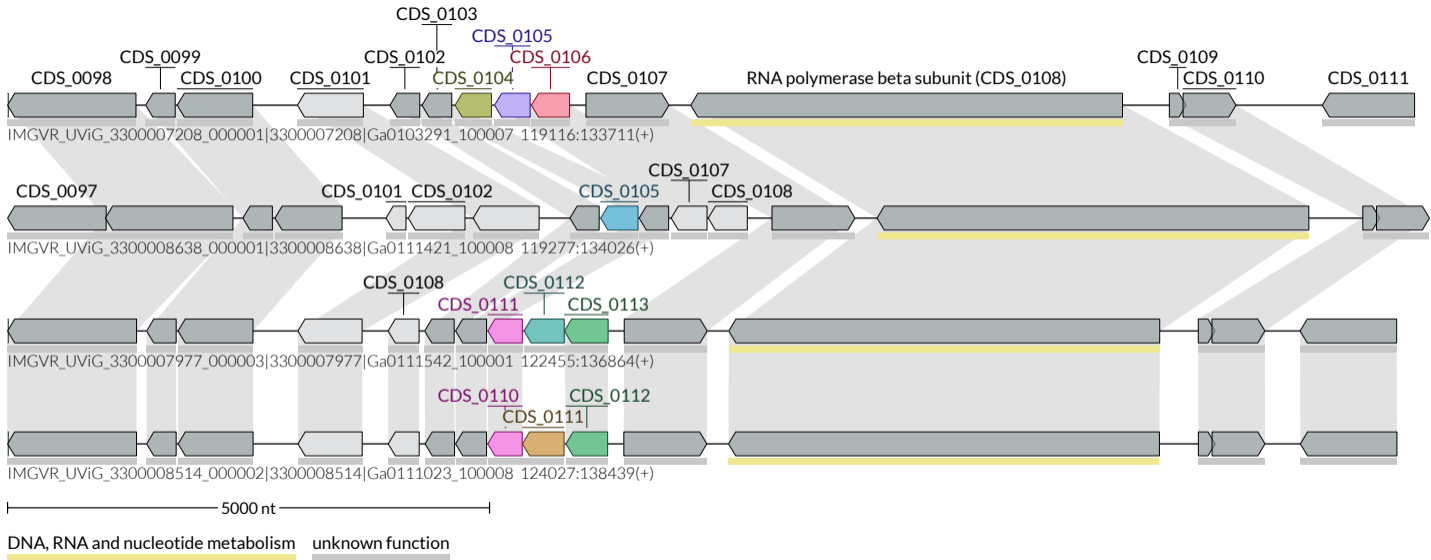 CDS_0103
CDS_0105
CDS_0099 CDS_0102 CDS_0106 CDS_0109
CDS_0098 CDS_0100 CDS_0101 CDS_0104 CDS_0107 RNA polymerase beta subunit (CDS_0108) CDS_0110 CDS_0111
IMGVR_UViG_3300007208_000001|3300007208|Ga0103291_100007 119116:133711(+)
CDS_0107
CDS_0097 CDS_0101 CDS_0102 CDS_0105 CDS_0108
IMGVR_UViG_3300008638_000001|3300008638|Ga0111421_100008 119277:134026(+)
CDS_0108 CDS_0112
CDS_0111 CDS_0113
IMGVR_UViG_3300007977_000003|3300007977|Ga0111542_100001 122455:136864(+)
CDS_0110 CDS_0112
CDS_0111
IMGVR_UViG_3300008514_000002|3300008514|Ga0111023_100008 124027:138439(+)
5000 nt
DNA, RNA and nucleotide metabolism unknown function